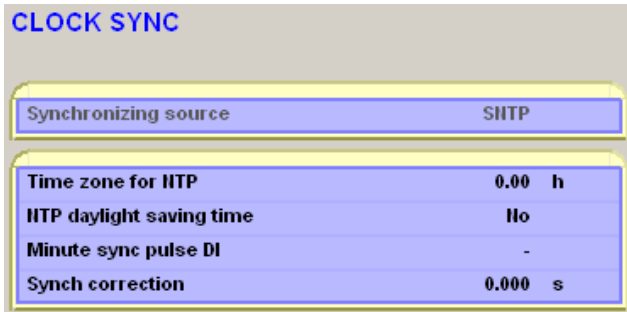 CLOCK SYNC
Synchronizing source SNTP
Time zone for NTP 0.00 h
NTP daylight saving time No
Minute sync pulse DI -
Synch correction 0.000 s